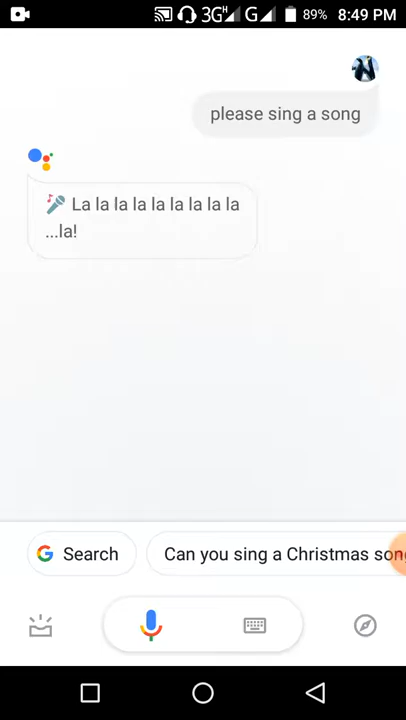 3G H G 89% 8:49 PM
please sing a song
La la la la la la la la la
...la!
Search Can you sing a Christmas song